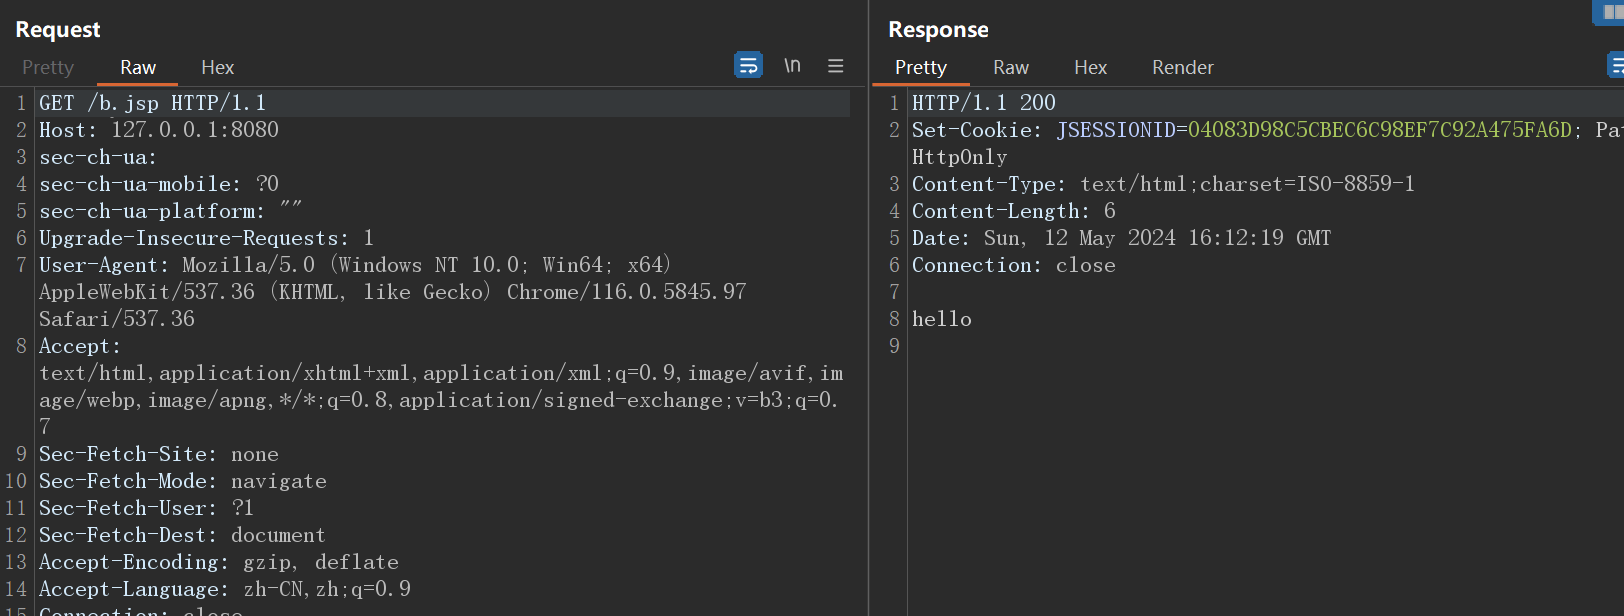 Request
Pretty Raw Hex \n
1 GET /b.jsp HTTP/1.1
2 Host: 127.0.0.1:8080
3 sec-ch-ua:
4 sec-ch-ua-mobile: ?0
5 sec-ch-ua-platform: ""
6 Upgrade-Insecure-Requests: 1
7 User-Agent: Mozilla/5.0 (Windows NT 10.0; Win64; x64)
AppleWebKit/537.36 (KHTML, like Gecko) Chrome/116.0.5845.97
Safari/537.36
8 Accept:
text/html,application/xhtml+xml,application/xml;q=0.9,image/avif,im
age/webp,image/apng,*/*;q=0.8,application/signed-exchange;v=b3;q=0.
7
9 Sec-Fetch-Site: none
10 Sec-Fetch-Mode: navigate
11 Sec-Fetch-User: ?1
12 Sec-Fetch-Dest: document
13 Accept-Encoding: gzip, deflate
14 Accept-Language: zh-CN,zh;q=0.9
15 Connection: close
Response
Pretty Raw Hex Render
1 HTTP/1.1 200
2 Set-Cookie: JSESSIONID=04083D98C5CBEC6C98EF7C92A475FA6D; Pa
HttpOnly
3 Content-Type: text/html;charset=ISO-8859-1
4 Content-Length: 6
5 Date: Sun, 12 May 2024 16:12:19 GMT
6 Connection: close
7
8 hello
9